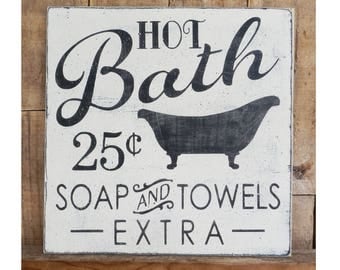 HOT
Bath
25¢
SOAP AND TOWELS
— EXTRA —